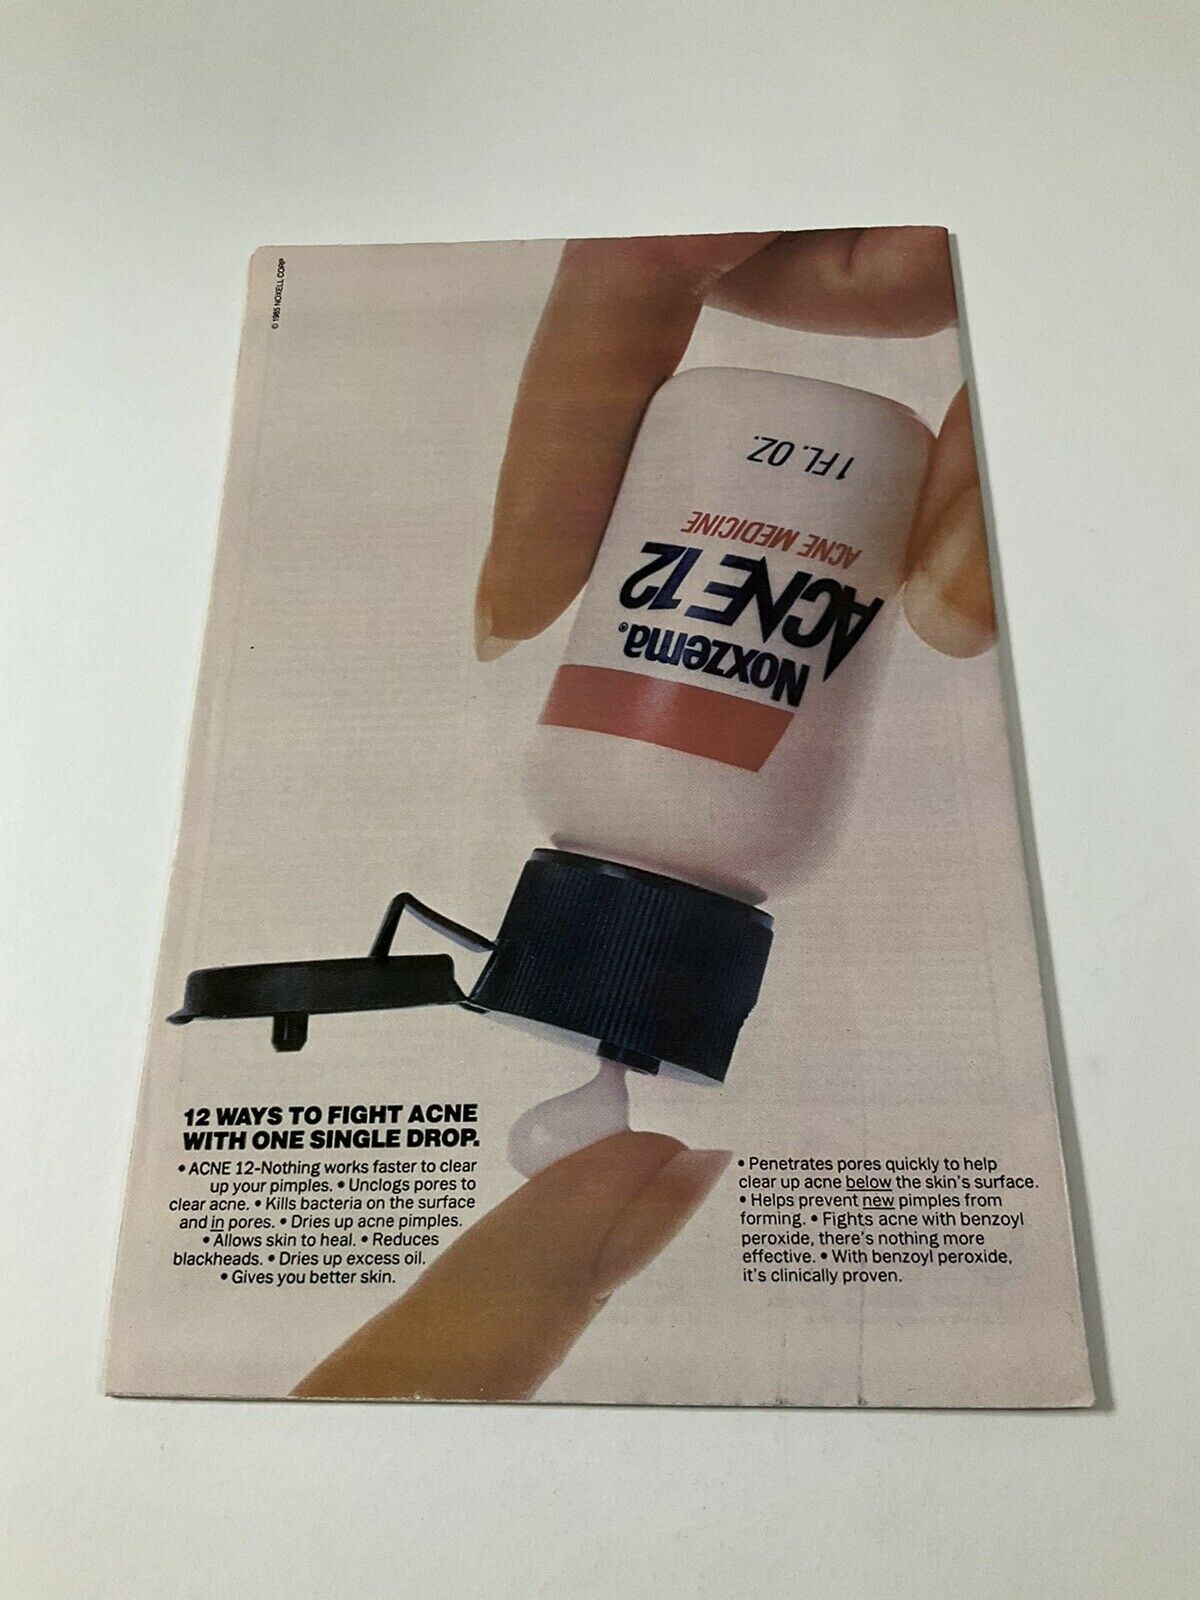 © 1985 NOXELL CORP
1 FL. OZ.
ACNE MEDICINE
ACNE 12
Noxzema®
12 WAYS TO FIGHT ACNE
WITH ONE SINGLE DROP.
• ACNE 12-Nothing works faster to clear
up your pimples. • Unclogs pores to
clear acne. • Kills bacteria on the surface
and in pores. • Dries up acne pimples.
• Allows skin to heal. • Reduces
blackheads. • Dries up excess oil.
• Gives you better skin.
• Penetrates pores quickly to help
clear up acne below the skin's surface.
• Helps prevent new pimples from
forming. • Fights acne with benzoyl
peroxide, there's nothing more
effective. • With benzoyl peroxide,
it's clinically proven.